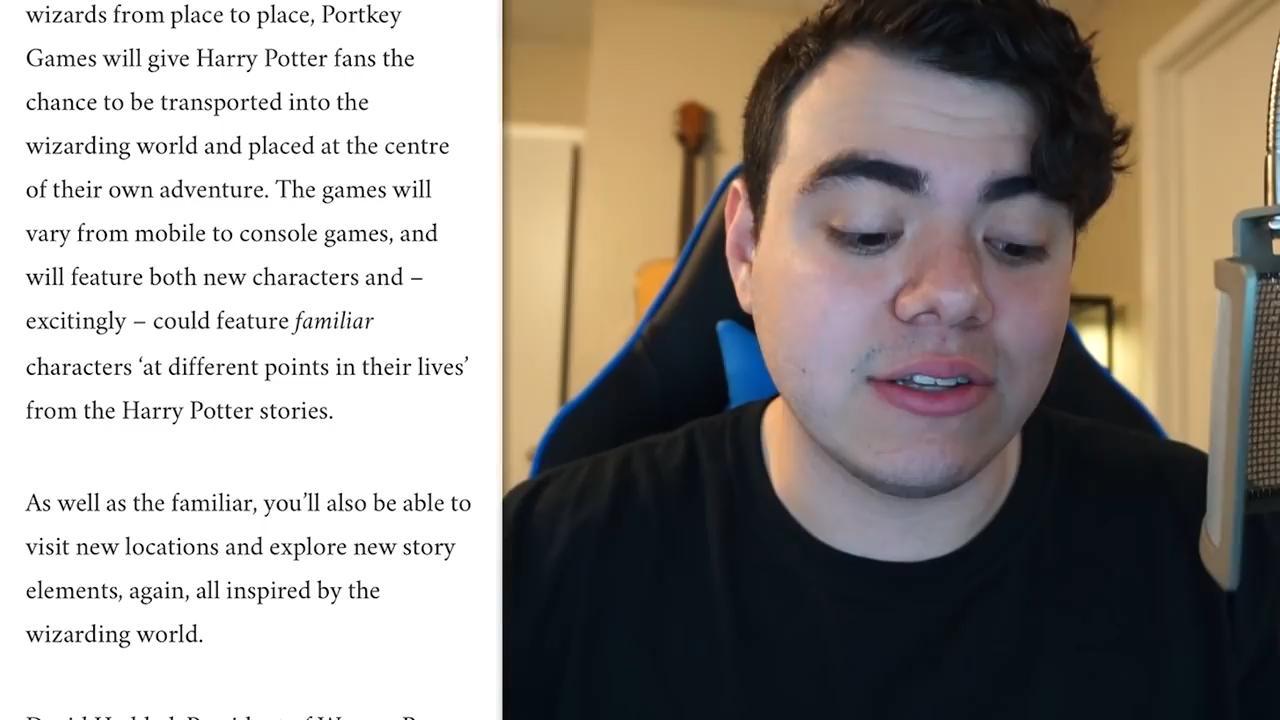 wizards from place to place, Portkey
Games will give Harry Potter fans the
chance to be transported into the
wizarding world and placed at the centre
of their own adventure. The games will
vary from mobile to console games, and
will feature both new characters and –
excitingly – could feature familiar
characters ‘at different points in their lives’
from the Harry Potter stories.
As well as the familiar, you’ll also be able to
visit new locations and explore new story
elements, again, all inspired by the
wizarding world.